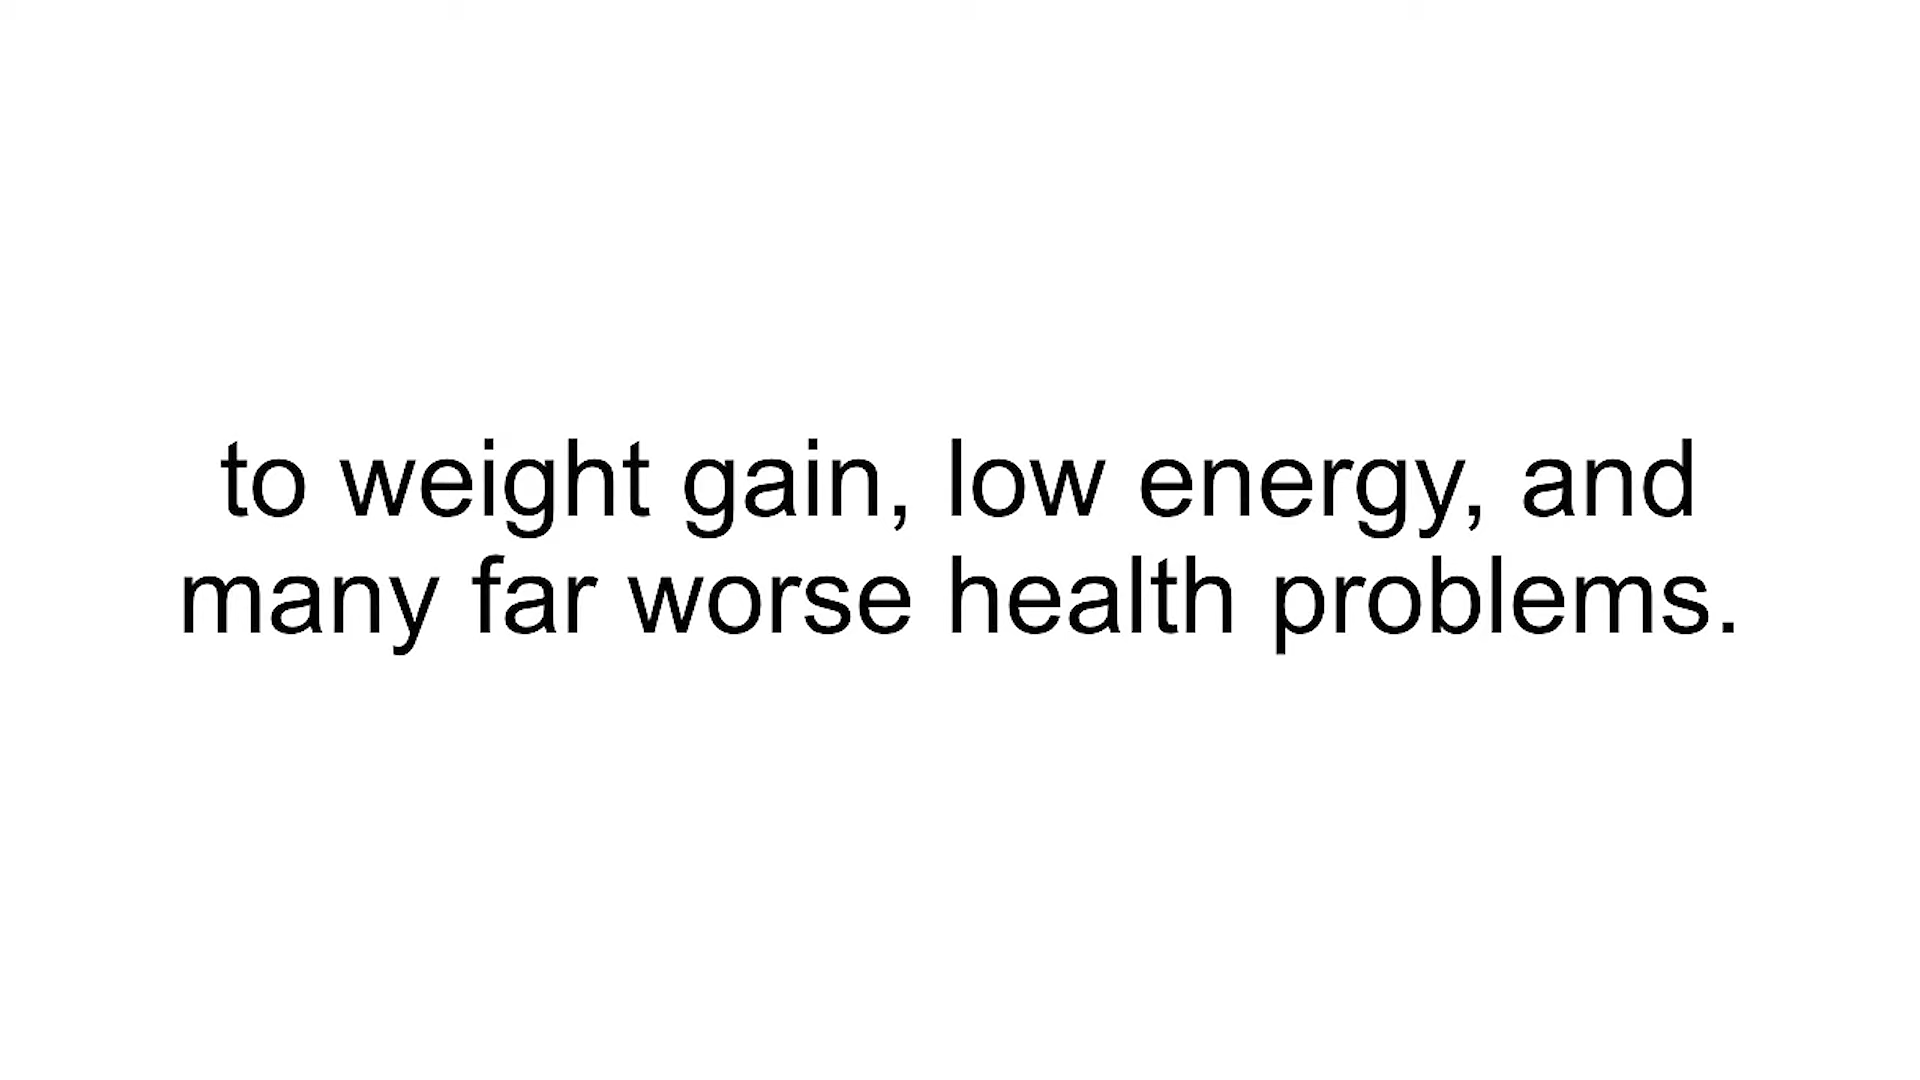 to weight gain, low energy, and
many far worse health problems.